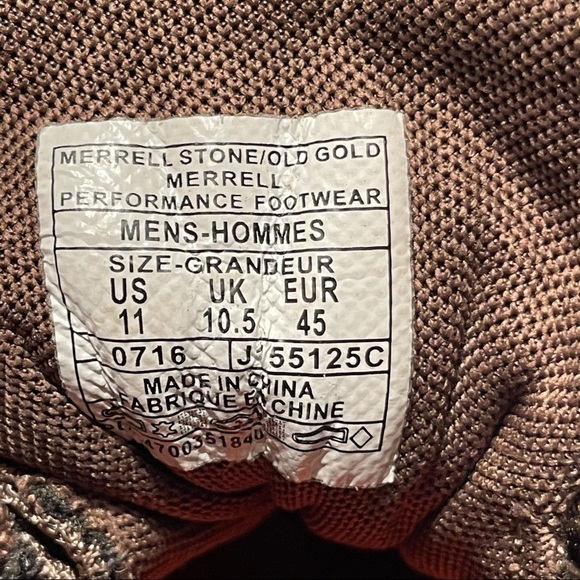 MERRELL STONE/OLD GOLD
MERRELL
PERFORMANCE FOOTWEAR
MENS-HOMMES
SIZE-GRANDEUR
US UK EUR
11 10.5 45
0716 J 55125C
MADE IN CHINA
FABRIQUE EN CHINE